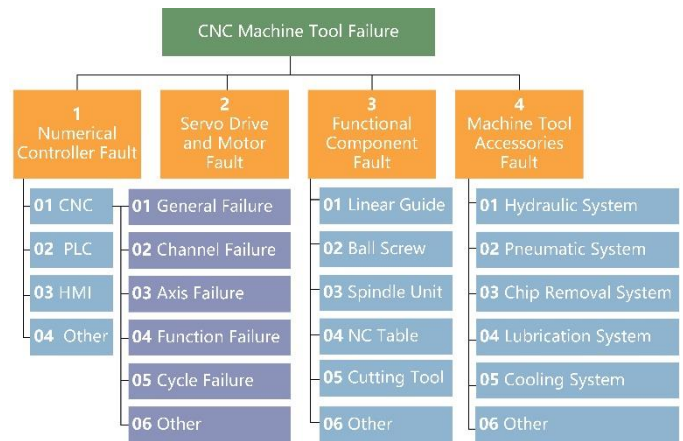 CNC Machine Tool Failure
1
Numerical
Controller Fault
2
Servo Drive
and Motor
Fault
3
Functional
Component
Fault
4
Machine Tool
Accessories
Fault
01 CNC
02 PLC
03 HMI
04 Other
01 General Failure
02 Channel Failure
03 Axis Failure
04 Function Failure
05 Cycle Failure
06 Other
01 Linear Guide
02 Ball Screw
03 Spindle Unit
04 NC Table
05 Cutting Tool
06 Other
01 Hydraulic System
02 Pneumatic System
03 Chip Removal System
04 Lubrication System
05 Cooling System
06 Other